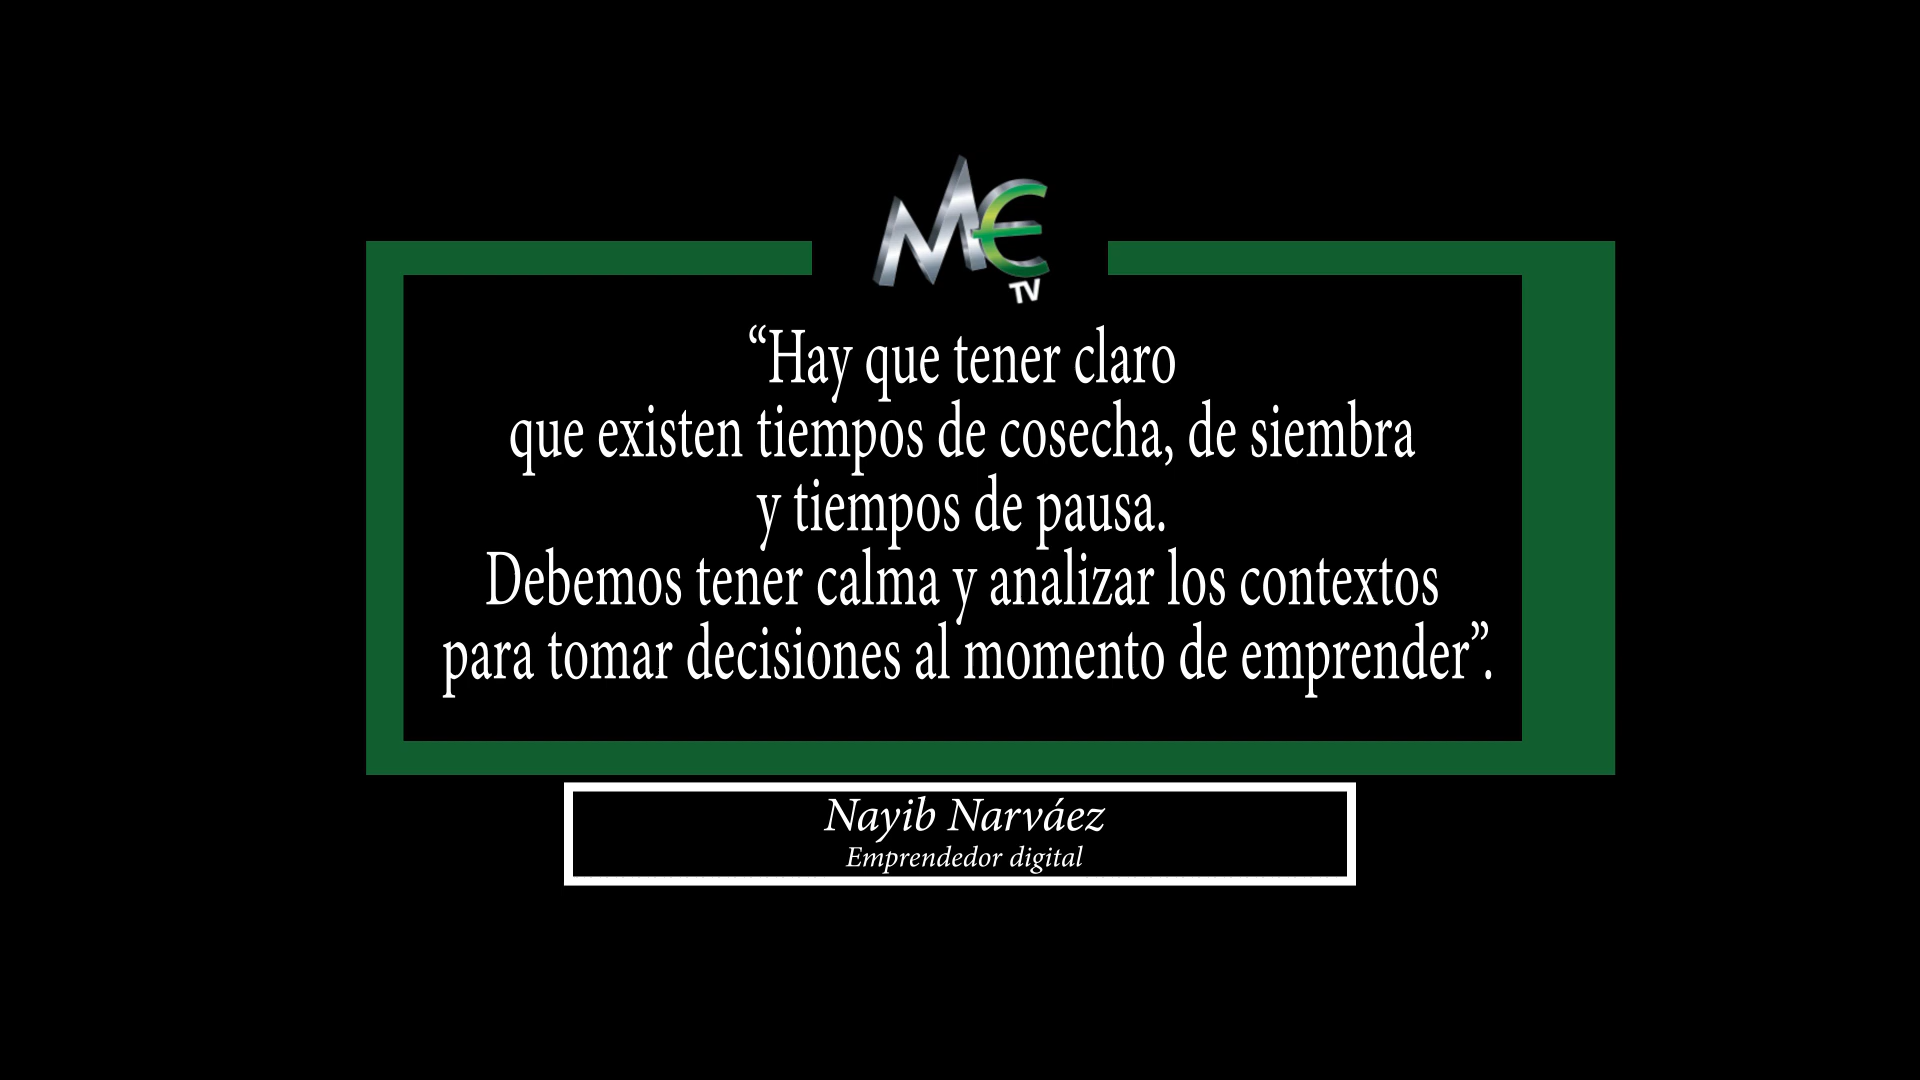 ME
TV
“Hay que tener claro
que existen tiempos de cosecha, de siembra
y tiempos de pausa.
Debemos tener calma y analizar los contextos
para tomar decisiones al momento de emprender”.
Nayib Narváez
Emprendedor digital